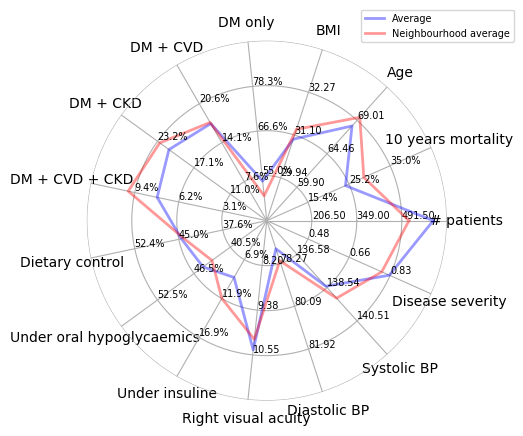 Average
Neighbourhood average
DM only
BMI
DM + CVD
Age
DM + CKD
10 years mortality
DM + CVD + CKD
# patients
Dietary control
Disease severity
Under oral hypoglycaemics
Systolic BP
Under insuline
Diastolic BP
Right visual acuity
78.3%
66.6%
55.0%
32.27
31.10
29.94
69.01
64.46
59.90
35.0%
25.2%
15.4%
206.50
349.00
491.50
0.48
0.66
0.83
136.58
138.54
140.51
78.27
80.09
81.92
8.20
9.38
10.55
6.9%
11.9%
16.9%
40.5%
46.5%
52.5%
37.6%
45.0%
52.4%
3.1%
6.2%
9.4%
11.0%
17.1%
23.2%
7.6%
14.1%
20.6%